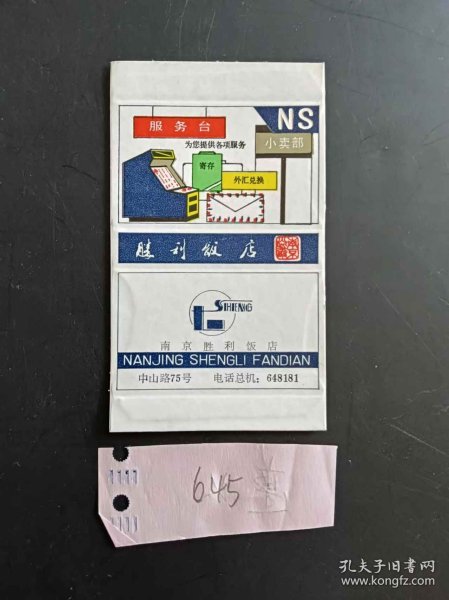 NS
服务台
小卖部
为您提供各项服务
寄存
外汇兑换
胜利饭店
SHENG
南京胜利饭店
NANJING SHENGLI FANDIAN
中山路75号 电话总机: 648181
645
孔夫子旧书网
www.kongfz.com